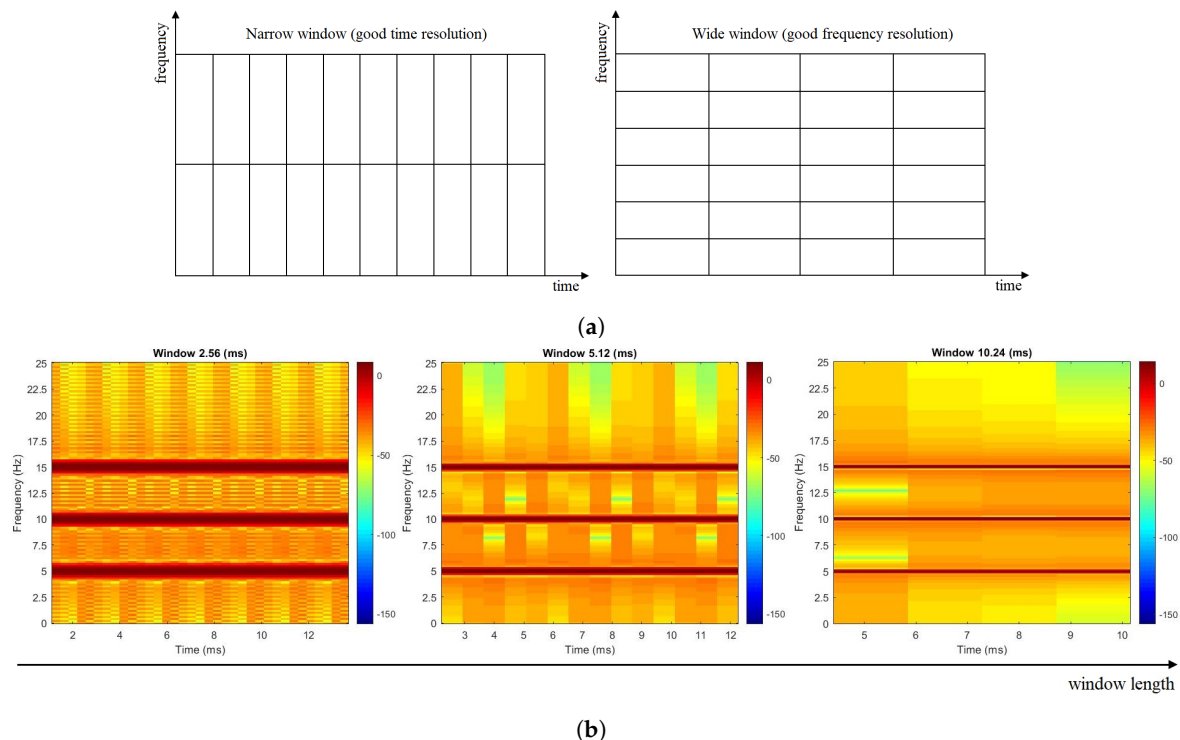 Narrow window (good time resolution)
frequency
time
Wide window (good frequency resolution)
frequency
time
(a)
Window 2.56 (ms)
25
22.5
20
17.5
15
12.5
10
7.5
5
2.5
0
Frequency (Hz)
2 4 6 8 10 12
Time (ms)
0
-50
-100
-150
Window 5.12 (ms)
25
22.5
20
17.5
15
12.5
10
7.5
5
2.5
0
Frequency (Hz)
3 4 5 6 7 8 9 10 11 12
Time (ms)
0
-50
-100
-150
Window 10.24 (ms)
25
22.5
20
17.5
15
12.5
10
7.5
5
2.5
0
Frequency (Hz)
5 6 7 8 9 10
Time (ms)
0
-50
-100
-150
window length
(b)